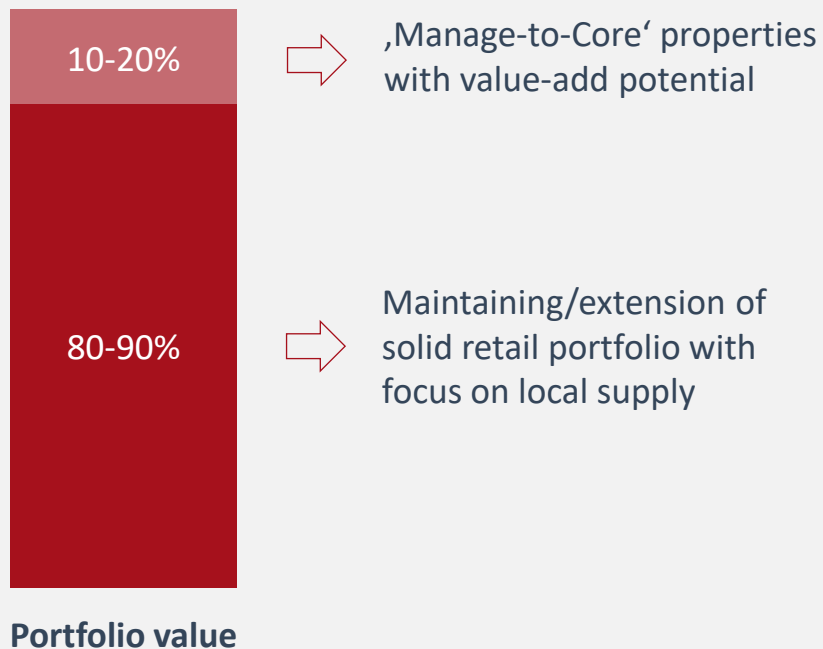 10-20%
‚Manage-to-Core‘ properties
with value-add potential
80-90%
Maintaining/extension of
solid retail portfolio with
focus on local supply
Portfolio value